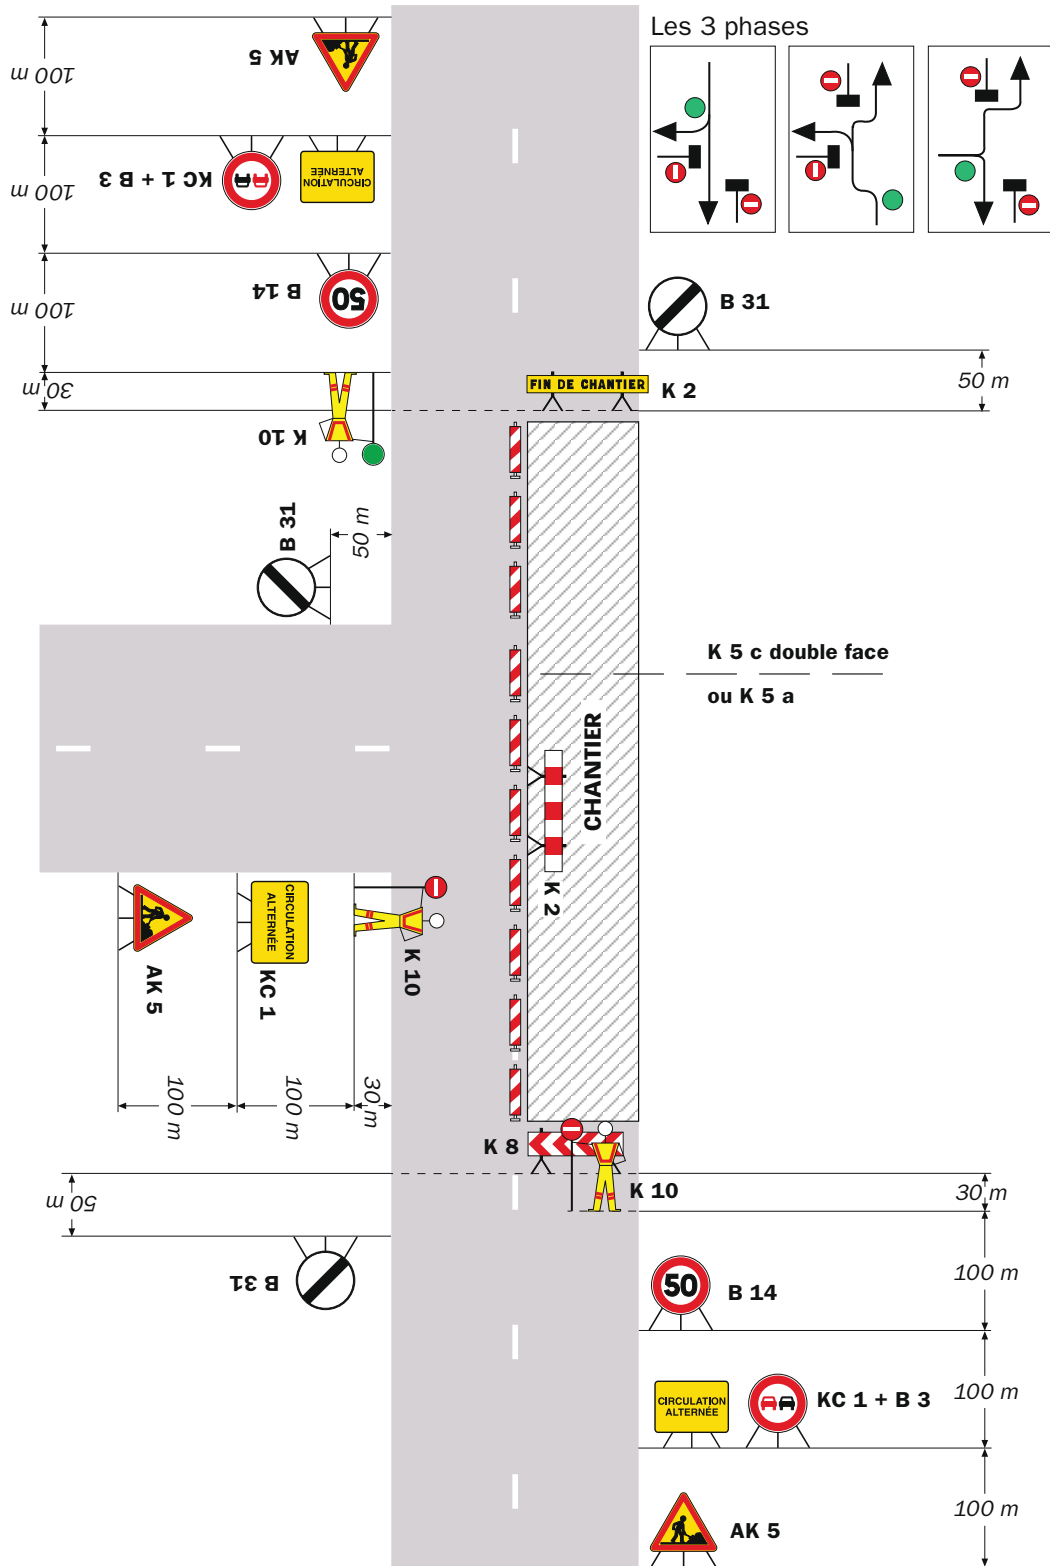 Les 3 phases
AK 5
100 m
KC 1 + B 3
CIRCULATION
ALTERNÉE
100 m
B 14
50
100 m
B 31
50 m
30 m
FIN DE CHANTIER
K 2
K 10
B 31
50 m
K 5 c double face
ou K 5 a
CHANTIER
K 2
AK 5
CIRCULATION
ALTERNÉE
KC 1
K 10
100 m
100 m
30 m
K 8
K 10
30 m
50 m
B 31
50
B 14
100 m
CIRCULATION
ALTERNÉE
KC 1 + B 3
100 m
AK 5
100 m